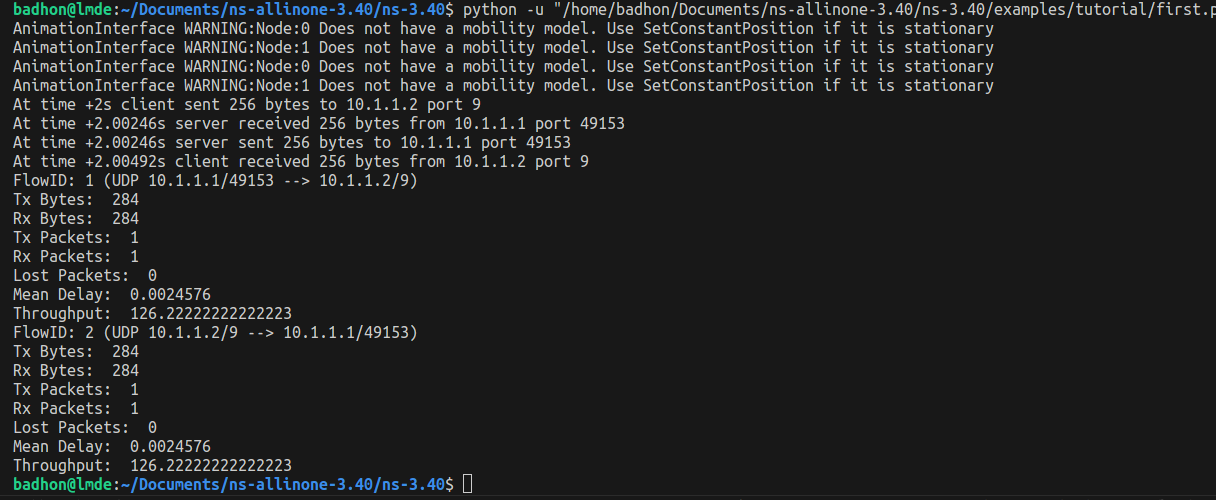 badhon@lmde:~/Documents/ns-allinone-3.40/ns-3.40$ python -u "/home/badhon/Documents/ns-allinone-3.40/ns-3.40/examples/tutorial/first.p
AnimationInterface WARNING:Node:0 Does not have a mobility model. Use SetConstantPosition if it is stationary
AnimationInterface WARNING:Node:1 Does not have a mobility model. Use SetConstantPosition if it is stationary
AnimationInterface WARNING:Node:0 Does not have a mobility model. Use SetConstantPosition if it is stationary
AnimationInterface WARNING:Node:1 Does not have a mobility model. Use SetConstantPosition if it is stationary
At time +2s client sent 256 bytes to 10.1.1.2 port 9
At time +2.00246s server received 256 bytes from 10.1.1.1 port 49153
At time +2.00246s server sent 256 bytes to 10.1.1.1 port 49153
At time +2.00492s client received 256 bytes from 10.1.1.2 port 9
FlowID: 1 (UDP 10.1.1.1/49153 --> 10.1.1.2/9)
Tx Bytes:  284
Rx Bytes:  284
Tx Packets:  1
Rx Packets:  1
Lost Packets:  0
Mean Delay:  0.0024576
Throughput:  126.22222222222223
FlowID: 2 (UDP 10.1.1.2/9 --> 10.1.1.1/49153)
Tx Bytes:  284
Rx Bytes:  284
Tx Packets:  1
Rx Packets:  1
Lost Packets:  0
Mean Delay:  0.0024576
Throughput:  126.22222222222223
badhon@lmde:~/Documents/ns-allinone-3.40/ns-3.40$